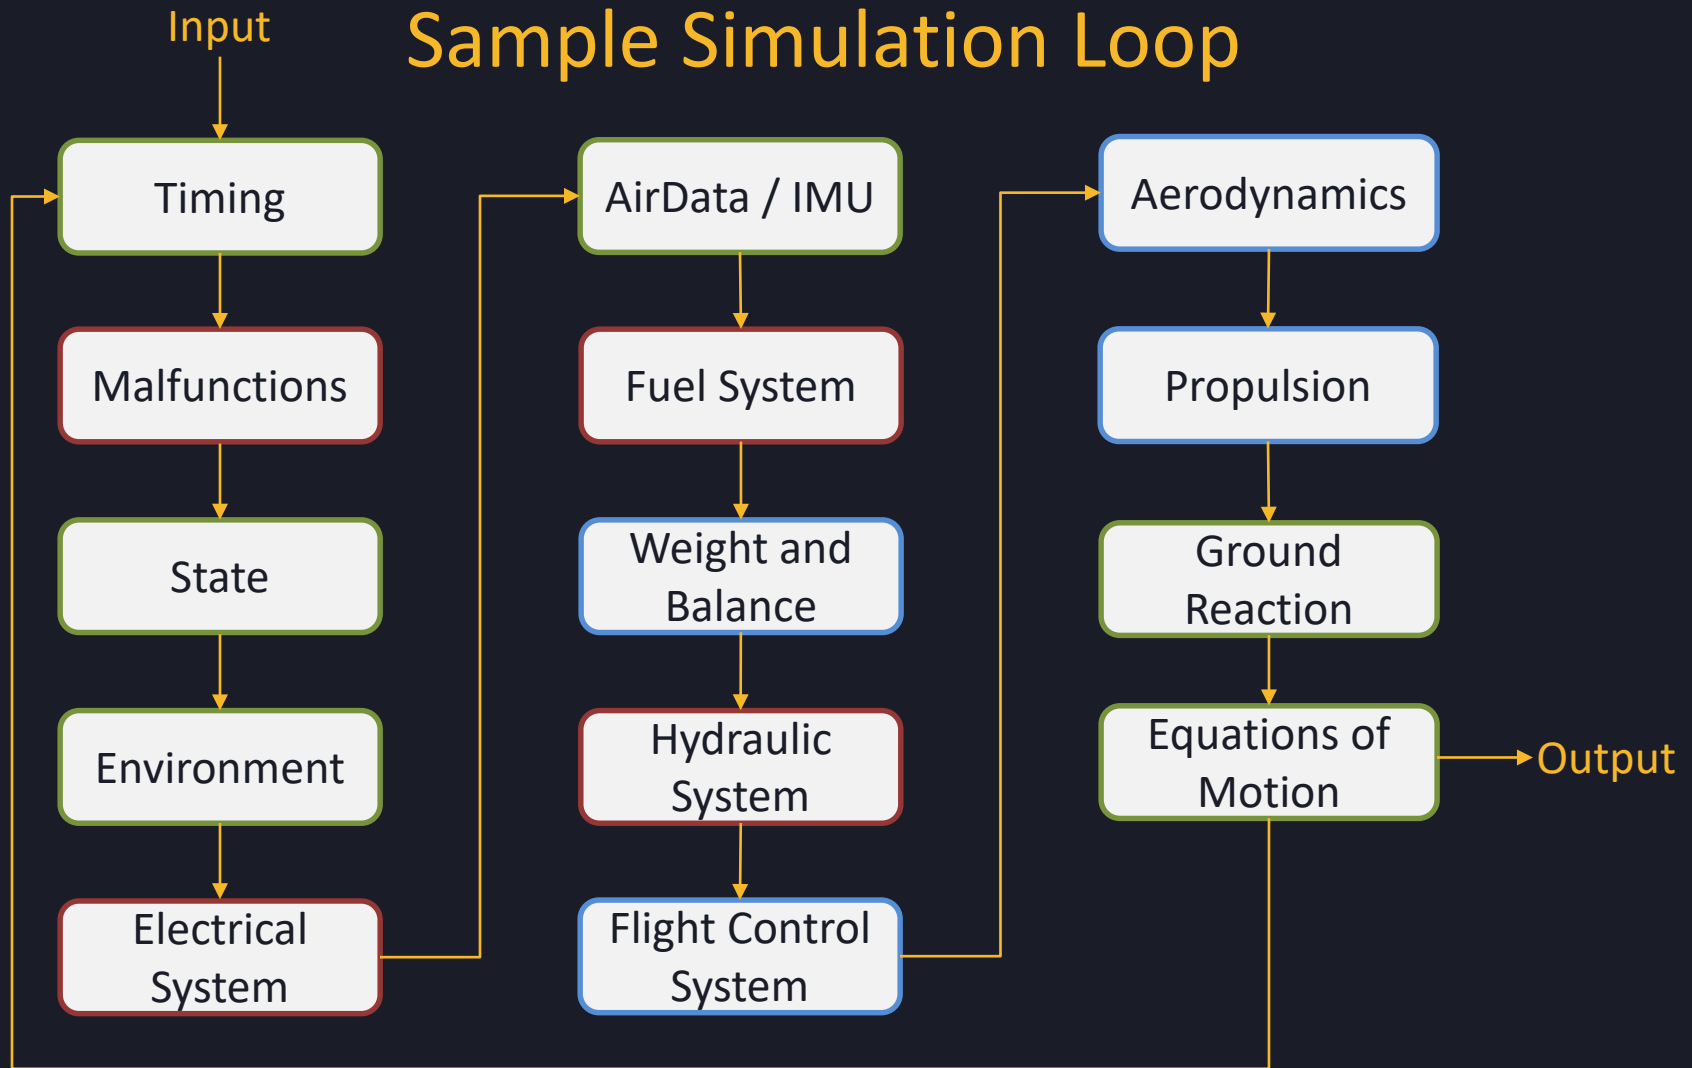 Input
Sample Simulation Loop
Timing
Malfunctions
State
Environment
Electrical
System
AirData / IMU
Fuel System
Weight and
Balance
Hydraulic
System
Flight Control
System
Aerodynamics
Propulsion
Ground
Reaction
Equations of
Motion
Output